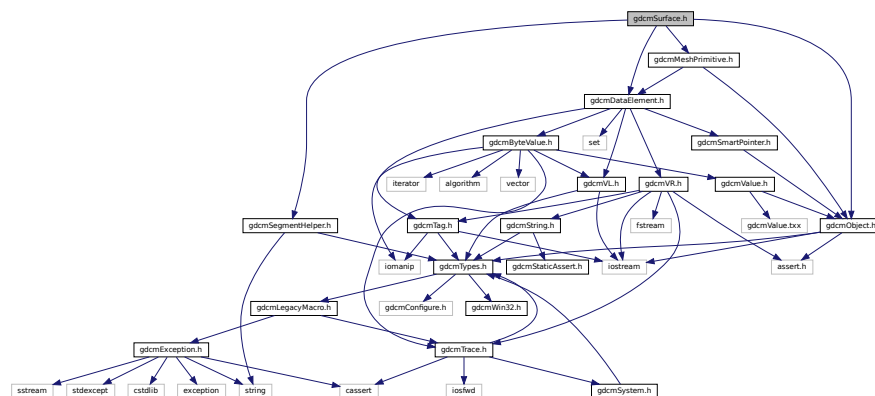 gdcmSurface.h
gdcmMeshPrimitive.h
gdcmDataElement.h
gdcmByteValue.h
set
gdcmSmartPointer.h
iterator
algorithm
vector
gdcmVL.h
gdcmVR.h
gdcmValue.h
gdcmSegmentHelper.h
gdcmTag.h
gdcmString.h
fstream
gdcmValue.txx
gdcmObject.h
iomanip
gdcmTypes.h
gdcmStaticAssert.h
iostream
assert.h
gdcmLegacyMacro.h
gdcmConfigure.h
gdcmWin32.h
gdcmException.h
gdcmTrace.h
sstream
stdexcept
cstdlib
exception
string
cassert
iosfwd
gdcmSystem.h